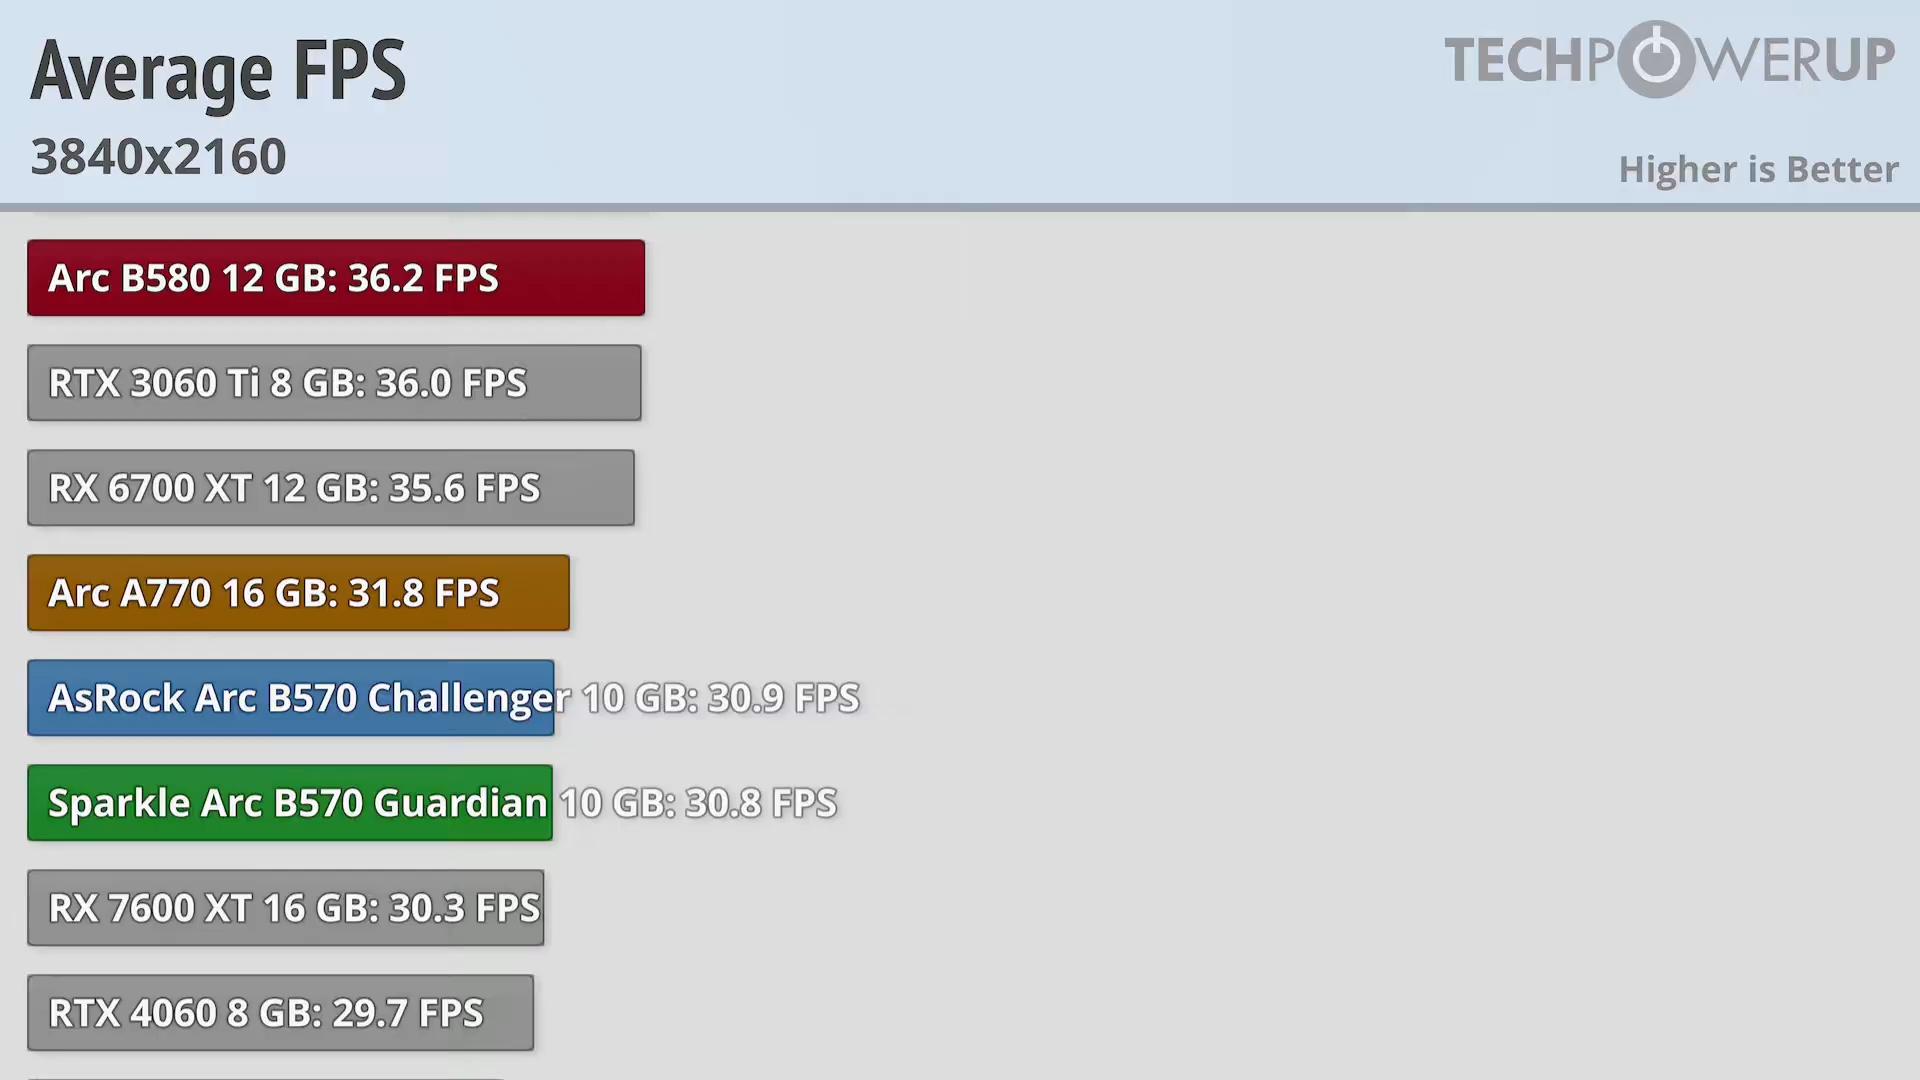 Average FPS
TECHPOWERUP
3840x2160
Higher is Better
Arc B580 12 GB: 36.2 FPS
RTX 3060 Ti 8 GB: 36.0 FPS
RX 6700 XT 12 GB: 35.6 FPS
Arc A770 16 GB: 31.8 FPS
AsRock Arc B570 Challenger 10 GB: 30.9 FPS
Sparkle Arc B570 Guardian 10 GB: 30.8 FPS
RX 7600 XT 16 GB: 30.3 FPS
RTX 4060 8 GB: 29.7 FPS